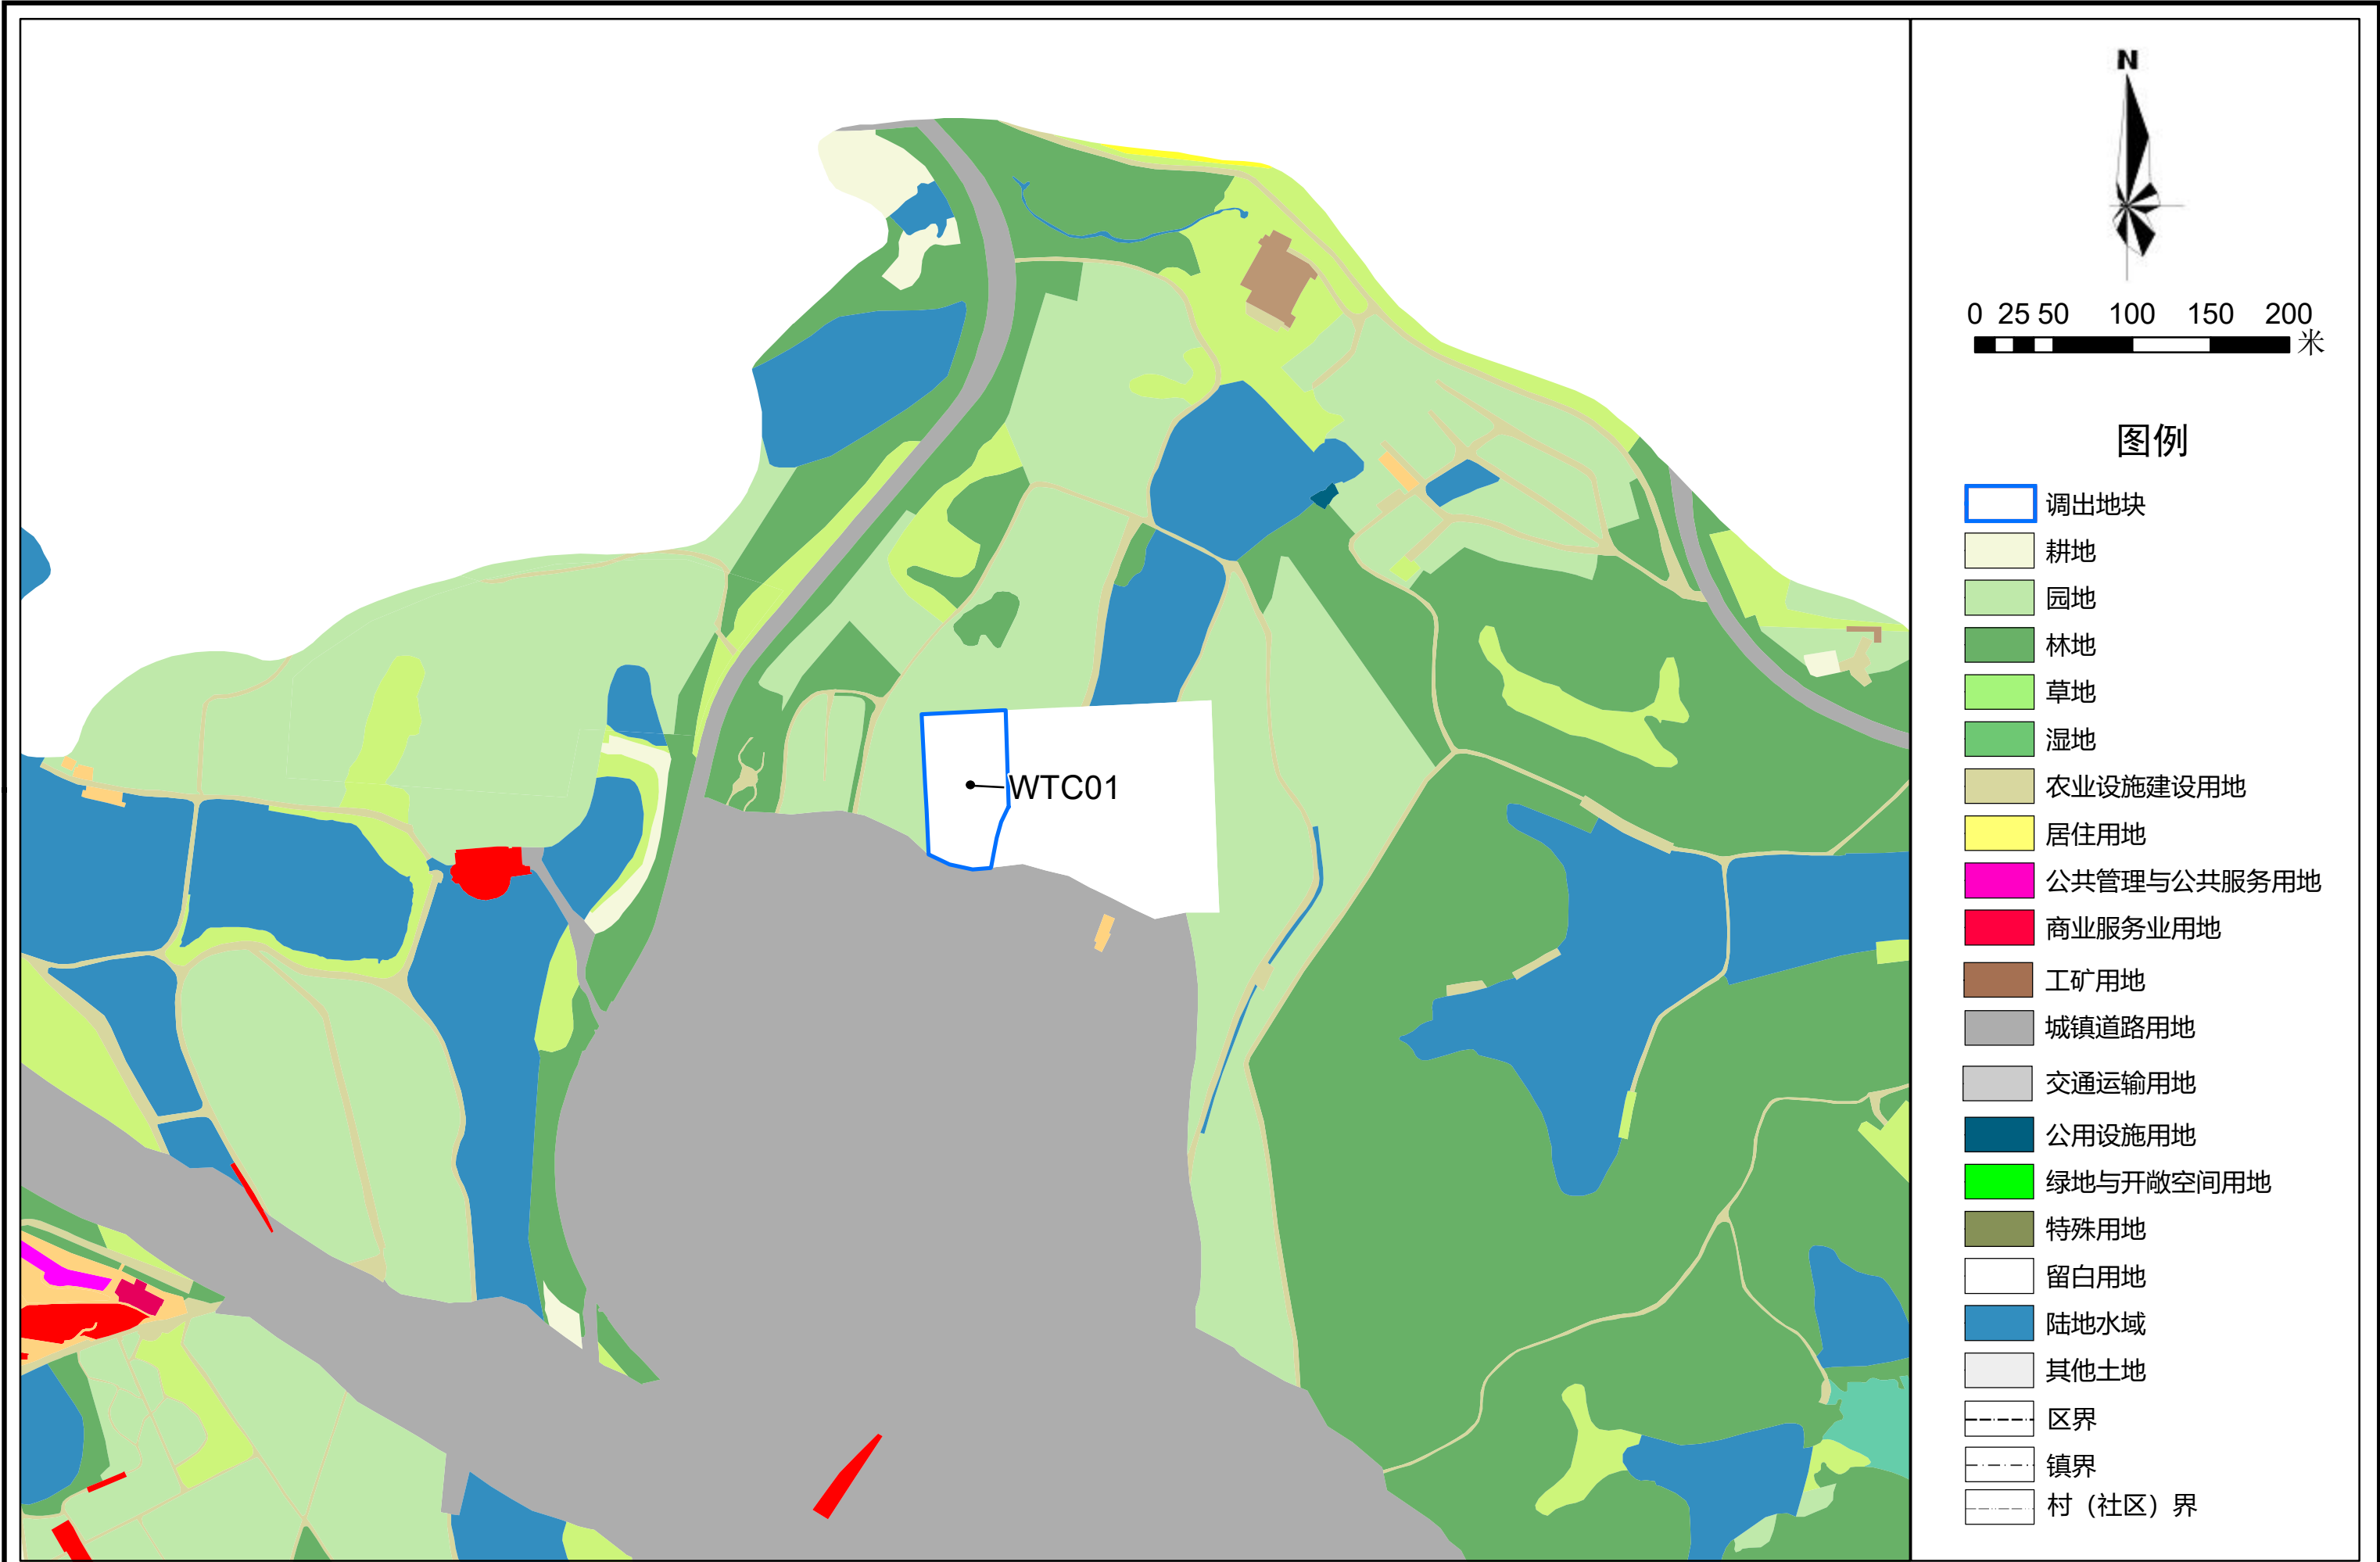 N
0 25 50 100 150 200
米
图例
调出地块
耕地
园地
林地
草地
湿地
农业设施建设用地
居住用地
公共管理与公共服务用地
商业服务业用地
工矿用地
城镇道路用地
交通运输用地
公用设施用地
绿地与开敞空间用地
特殊用地
留白用地
陆地水域
其他土地
区界
镇界
村（社区）界
WTC01